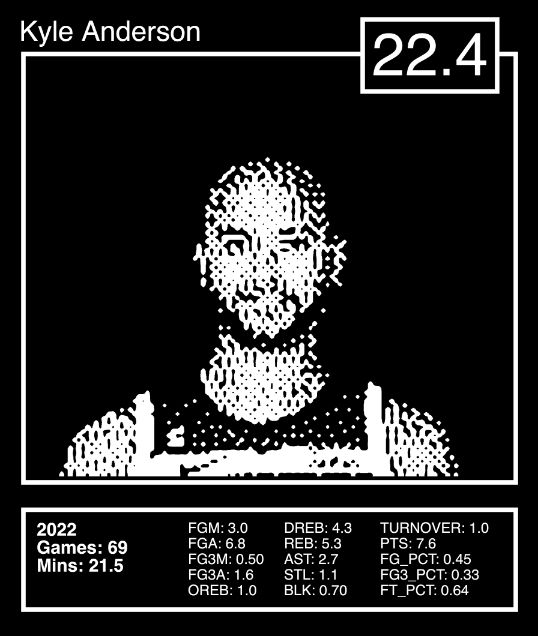 Kyle Anderson
22.4
2022
Games: 69
Mins: 21.5
FGM: 3.0
FGA: 6.8
FG3M: 0.50
FG3A: 1.6
OREB: 1.0
DREB: 4.3
REB: 5.3
AST: 2.7
STL: 1.1
BLK: 0.70
TURNOVER: 1.0
PTS: 7.6
FG_PCT: 0.45
FG3_PCT: 0.33
FT_PCT: 0.64